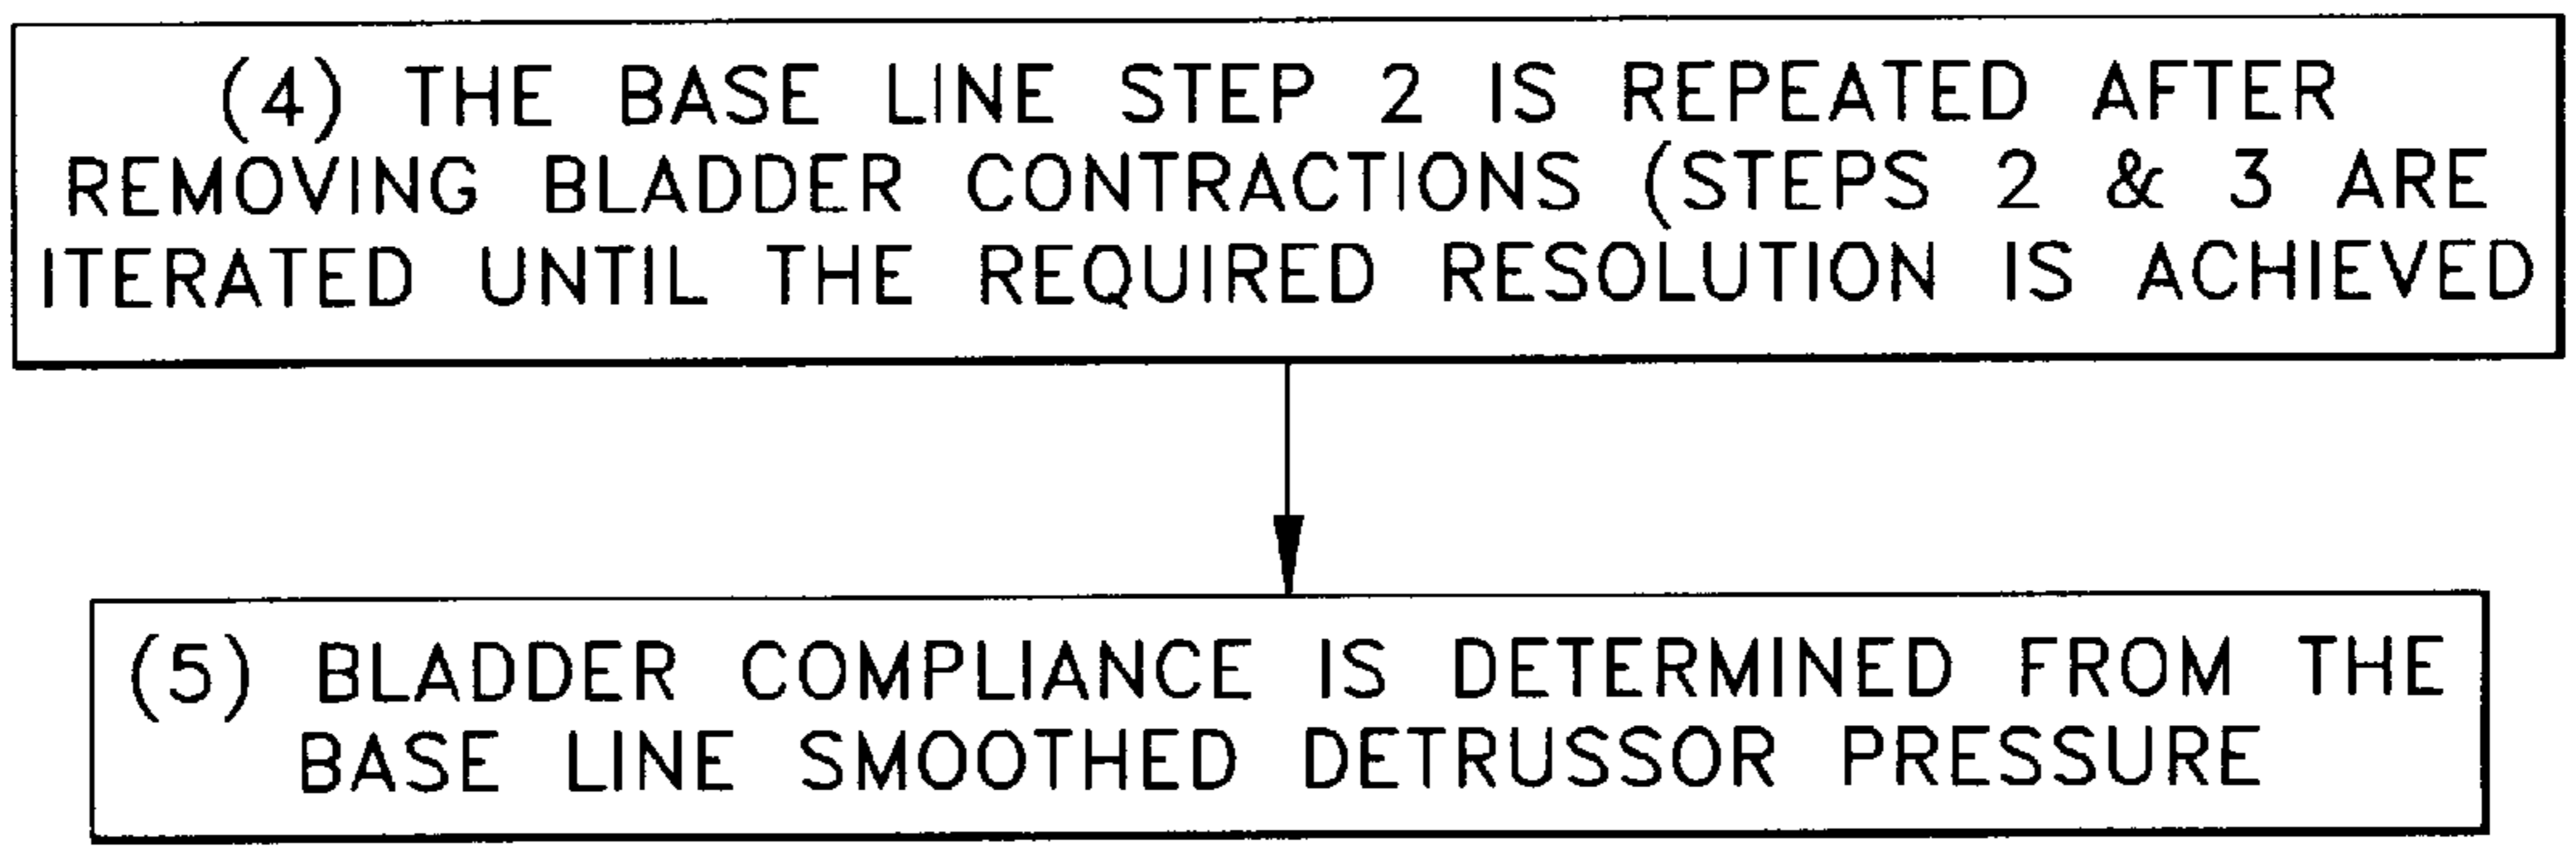 (4) THE BASE LINE STEP 2 IS REPEATED AFTER
REMOVING BLADDER CONTRACTIONS (STEPS 2 & 3 ARE
ITERATED UNTIL THE REQUIRED RESOLUTION IS ACHIEVED
(5) BLADDER COMPLIANCE IS DETERMINED FROM THE
BASE LINE SMOOTHED DETRUSSOR PRESSURE